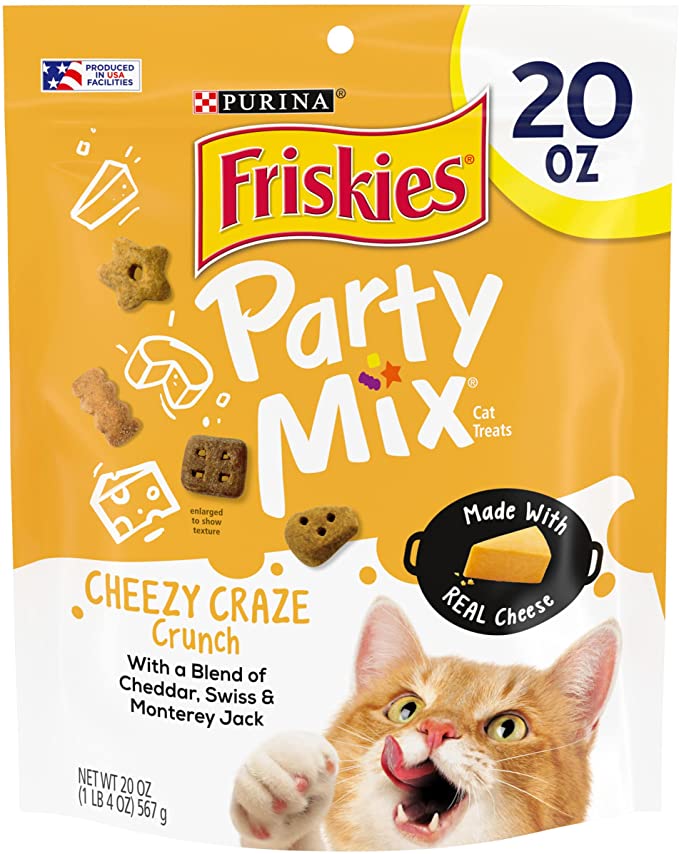 PRODUCED
IN USA
FACILITIES
PURINA®
20
OZ
Friskies®
Party
Mix®
Cat
Treats
enlarged
to show
texture
Made With
REAL Cheese
CHEEZY CRAZE
Crunch
With a Blend of
Cheddar, Swiss &
Monterey Jack
NET WT 20 OZ
(1 LB 4 OZ) 567 g